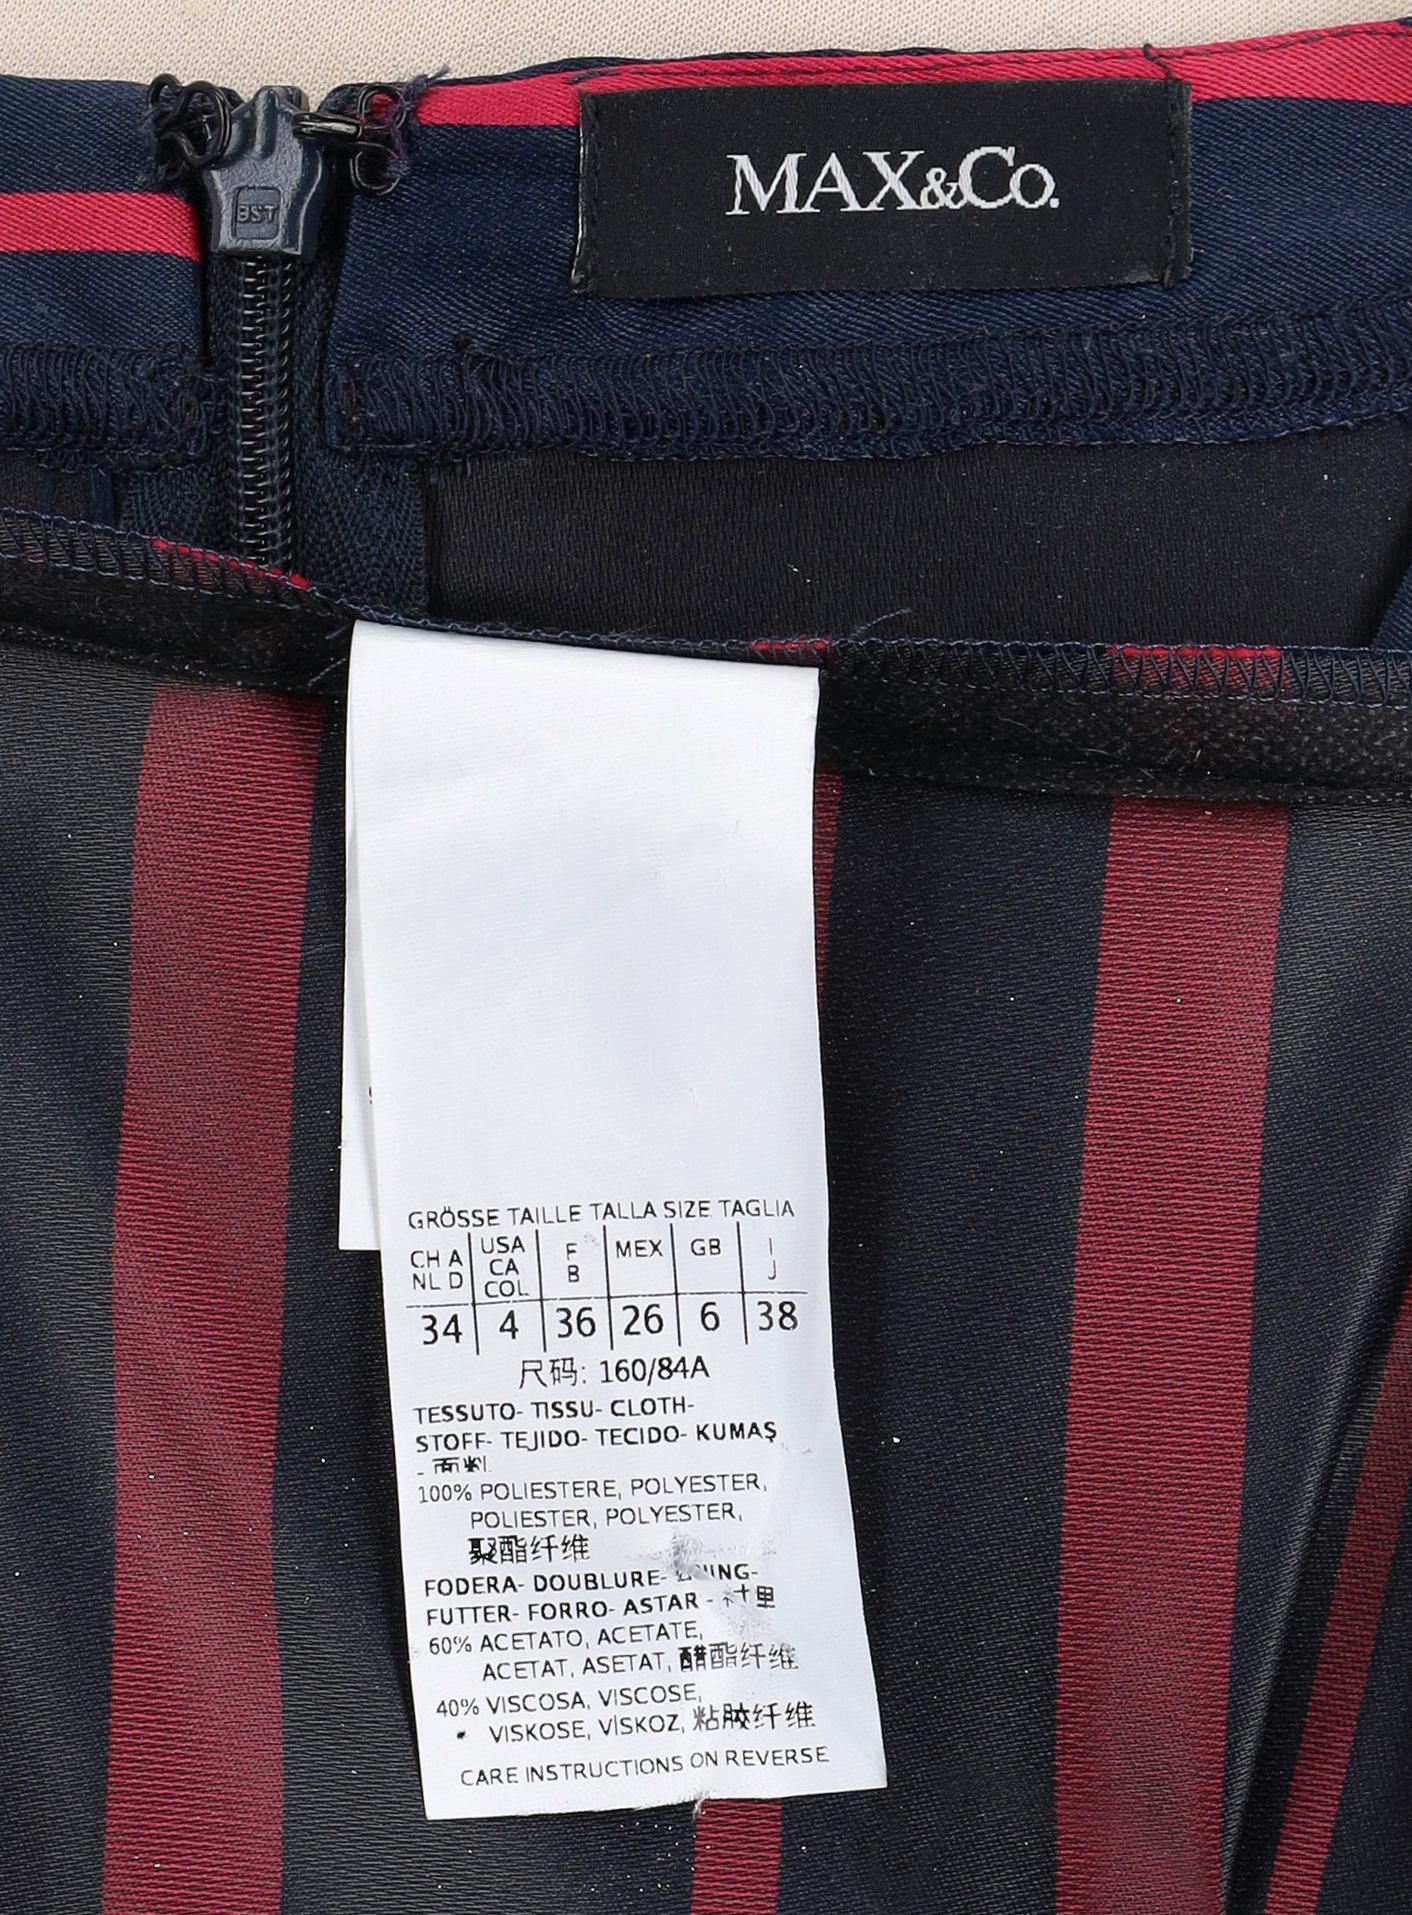 MAX&Co.
BST
GRÖSSE TAILLE TALLA SIZE TAGLIA
CH A NL D
USA CA COL
F B
MEX
GB
I J
34 4 36 26 6 38
尺码: 160/84A
TESSUTO- TISSU- CLOTH-
STOFF- TEJIDO- TECIDO- KUMAŞ
- 面料
100% POLIESTERE, POLYESTER,
POLIESTER, POLYESTER,
聚酯纤维
FODERA- DOUBLURE-
FUTTER- FORRO- ASTAR -
60% ACETATO, ACETATE,
ACETAT, ASETAT, 醋酯纤维
40% VISCOSA, VISCOSE,
VISKOSE, VİSKOZ, 粘胶纤维
CARE INSTRUCTIONS ON REVERSE